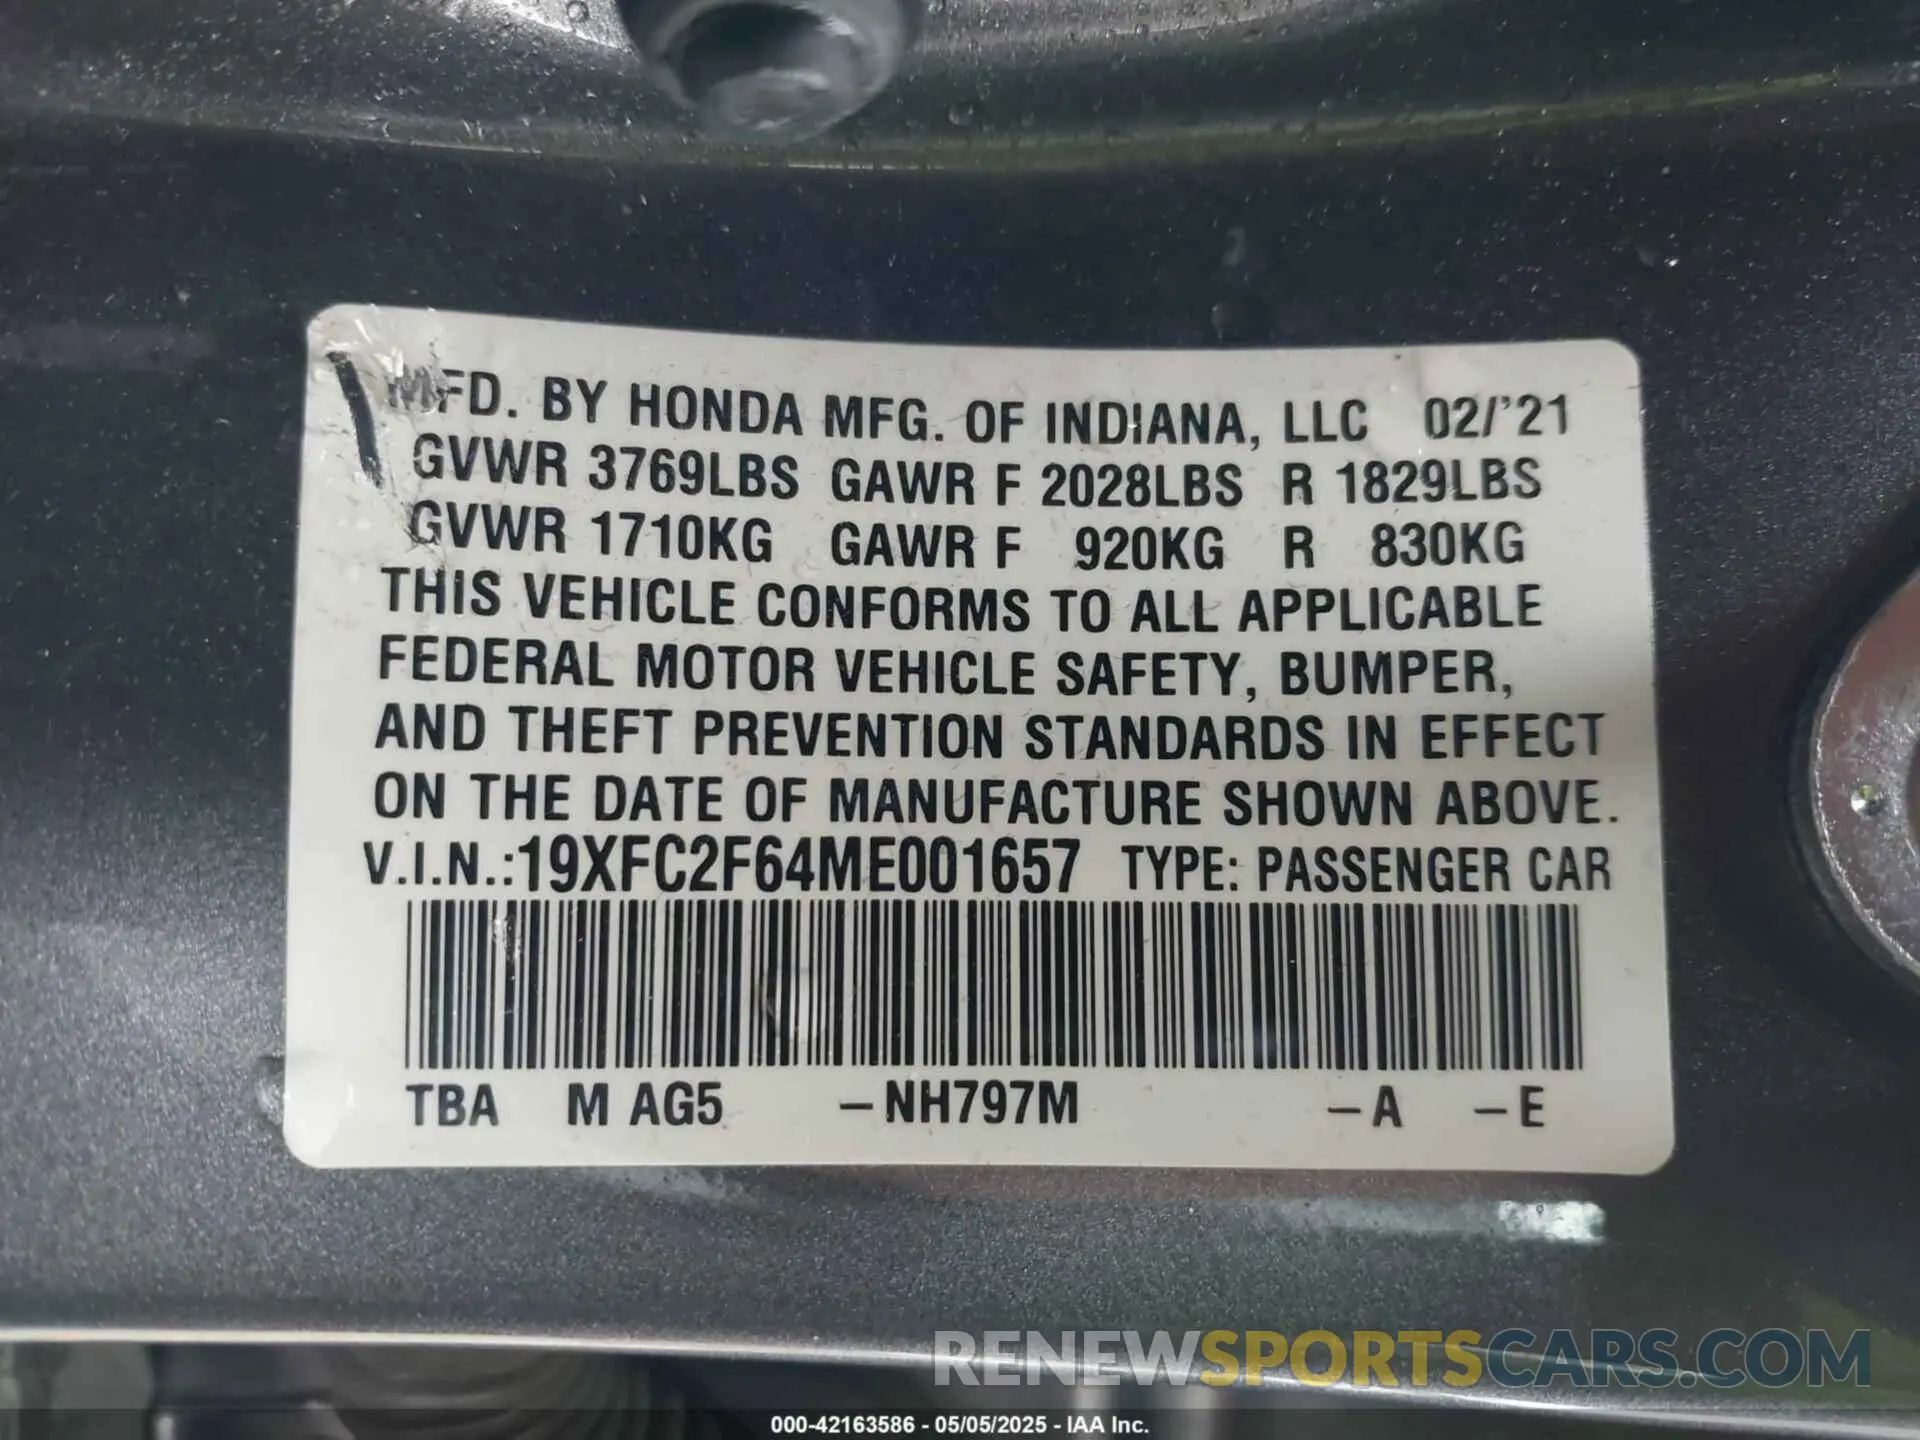 MFD. BY HONDA MFG. OF INDIANA, LLC 02/'21
GVWR 3769LBS GAWR F 2028LBS R 1829LBS
GVWR 1710KG GAWR F 920KG R 830KG
THIS VEHICLE CONFORMS TO ALL APPLICABLE
FEDERAL MOTOR VEHICLE SAFETY, BUMPER,
AND THEFT PREVENTION STANDARDS IN EFFECT
ON THE DATE OF MANUFACTURE SHOWN ABOVE.
V.I.N.:19XFC2F64ME001657 TYPE: PASSENGER CAR
TBA M AG5 –NH797M –A –E
RENEWSPORTSCARS.COM
000-42163586 - 05/05/2025 - IAA Inc.